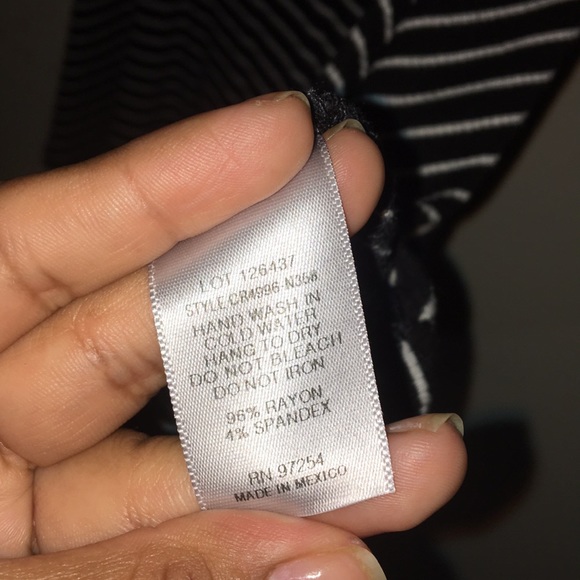 LOT 126437
STYLE CR4996-N368
HAND WASH IN
COLD WATER
HANG TO DRY
DO NOT BLEACH
DO NOT IRON
96% RAYON
4% SPANDEX
RN 97254
MADE IN MEXICO